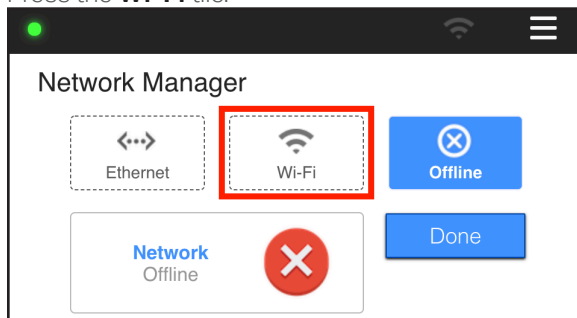 Press the Wi-Fi tile.
Network Manager
Ethernet
Wi-Fi
Offline
Network
Offline
Done